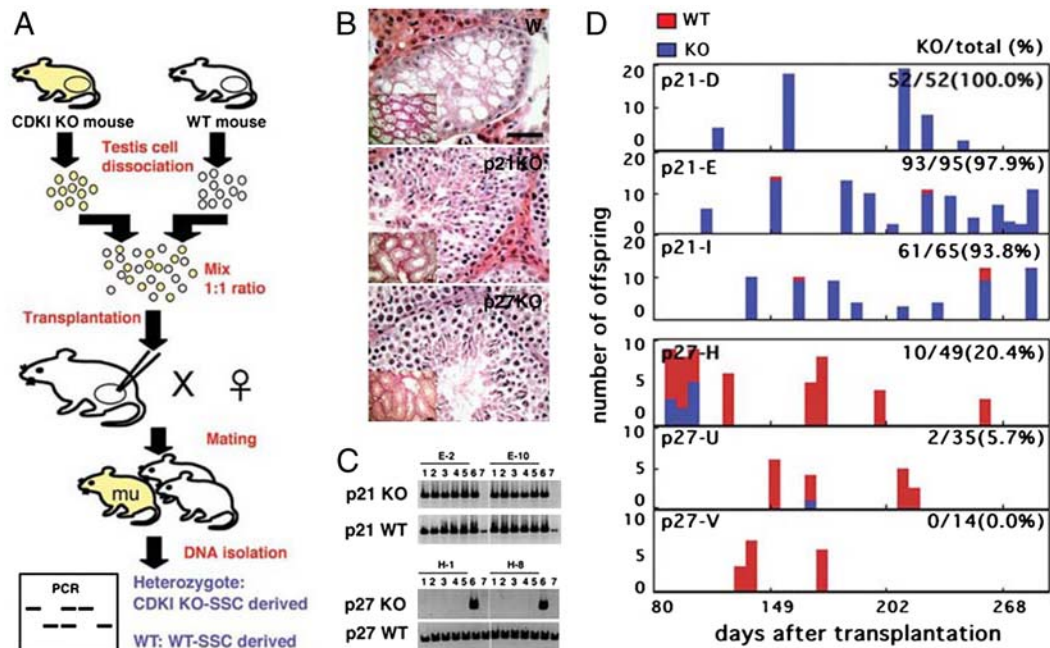 A
CDKI KO mouse
WT mouse
Testis cell
dissociation
Mix
1:1 ratio
Transplantation
X ♀
Mating
mu
DNA isolation
PCR
Heterozygote:
CDKI KO-SSC derived
WT: WT-SSC derived
B
W
p21KO
p27KO
C
E-2 E-10
1 2 3 4 5 6 7 1 2 3 4 5 6 7
p21 KO
p21 WT
H-1 H-8
1 2 3 4 5 6 7 1 2 3 4 5 6 7
p27 KO
p27 WT
D
WT
KO
KO/total (%)
number of offspring
20
10
0
p21-D
52/52(100.0%)
20
10
0
p21-E
93/95(97.9%)
20
10
0
p21-I
61/65(93.8%)
10
5
0
p27-H
10/49(20.4%)
10
5
0
p27-U
2/35(5.7%)
10
5
0
p27-V
0/14(0.0%)
80 149 202 268
days after transplantation